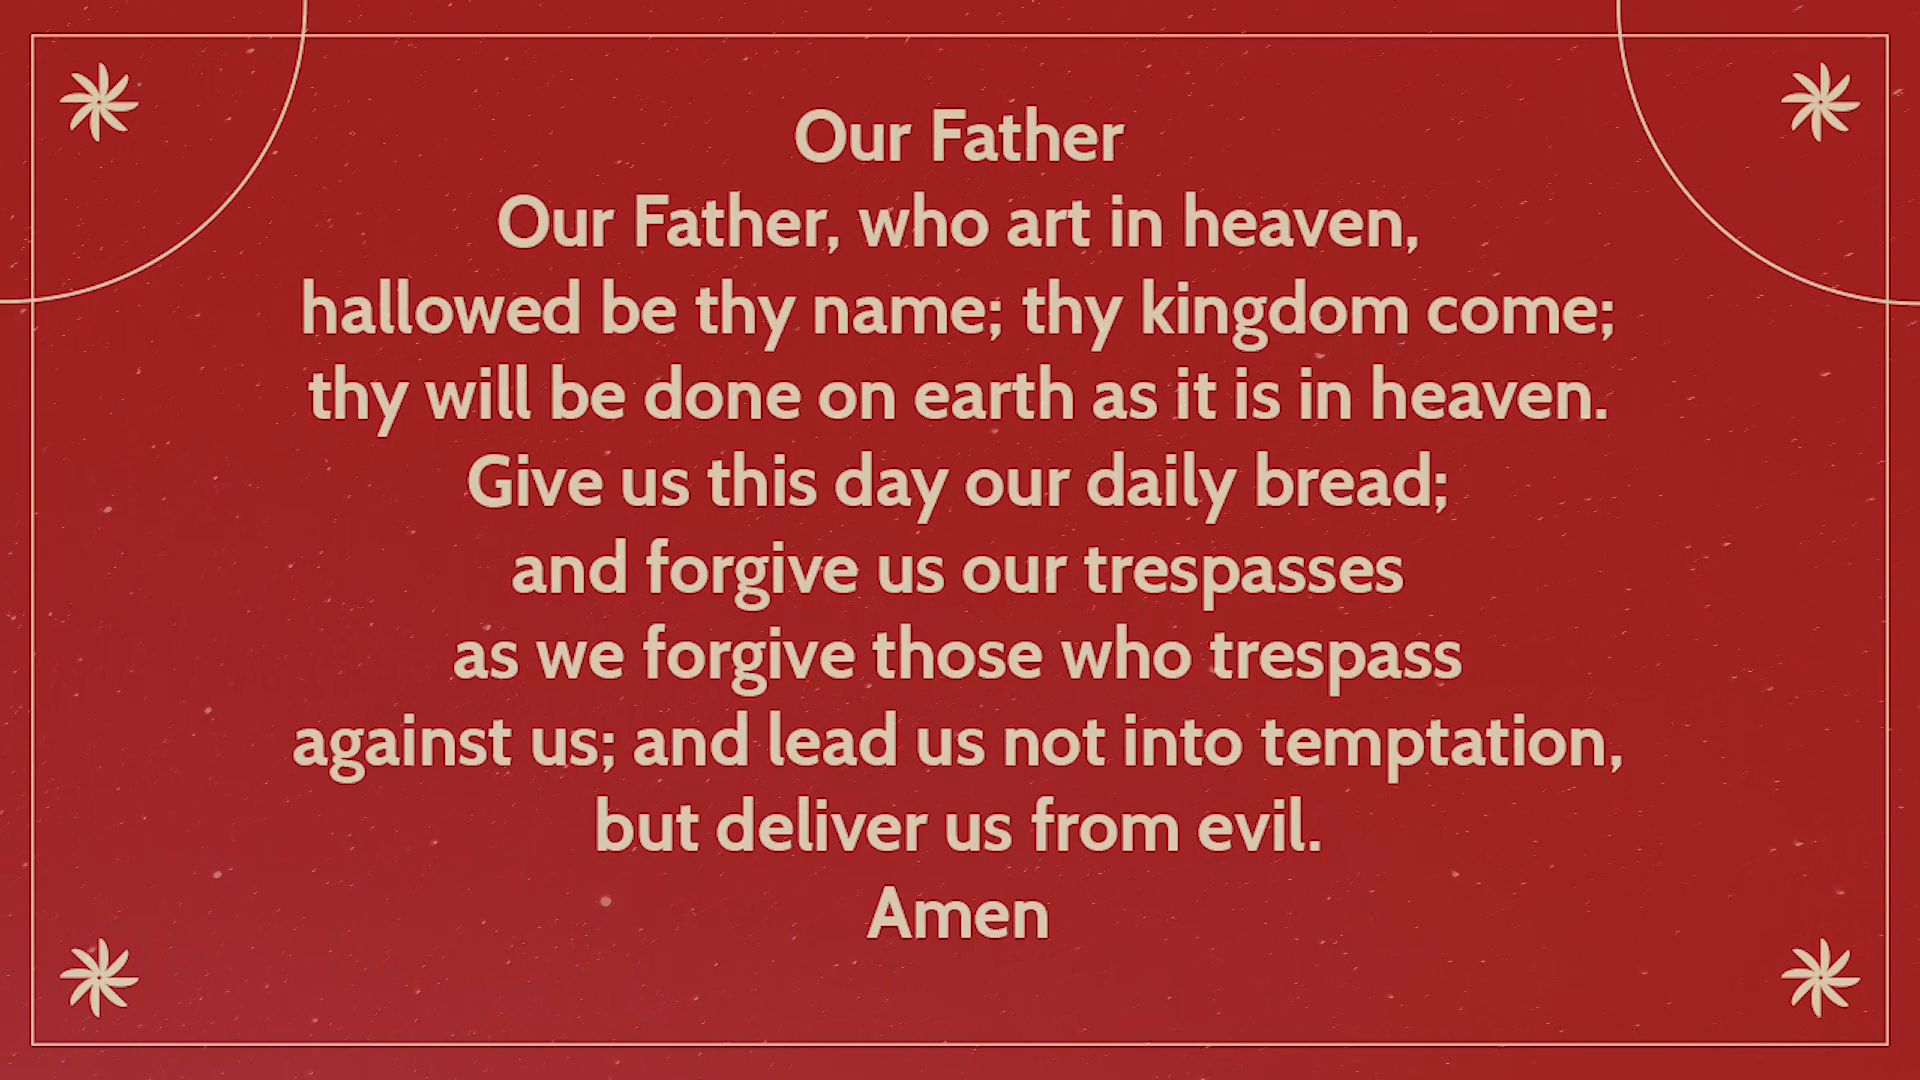 Our Father
Our Father, who art in heaven,
hallowed be thy name; thy kingdom come;
thy will be done on earth as it is in heaven.
Give us this day our daily bread;
and forgive us our trespasses
as we forgive those who trespass
against us; and lead us not into temptation,
but deliver us from evil.
Amen